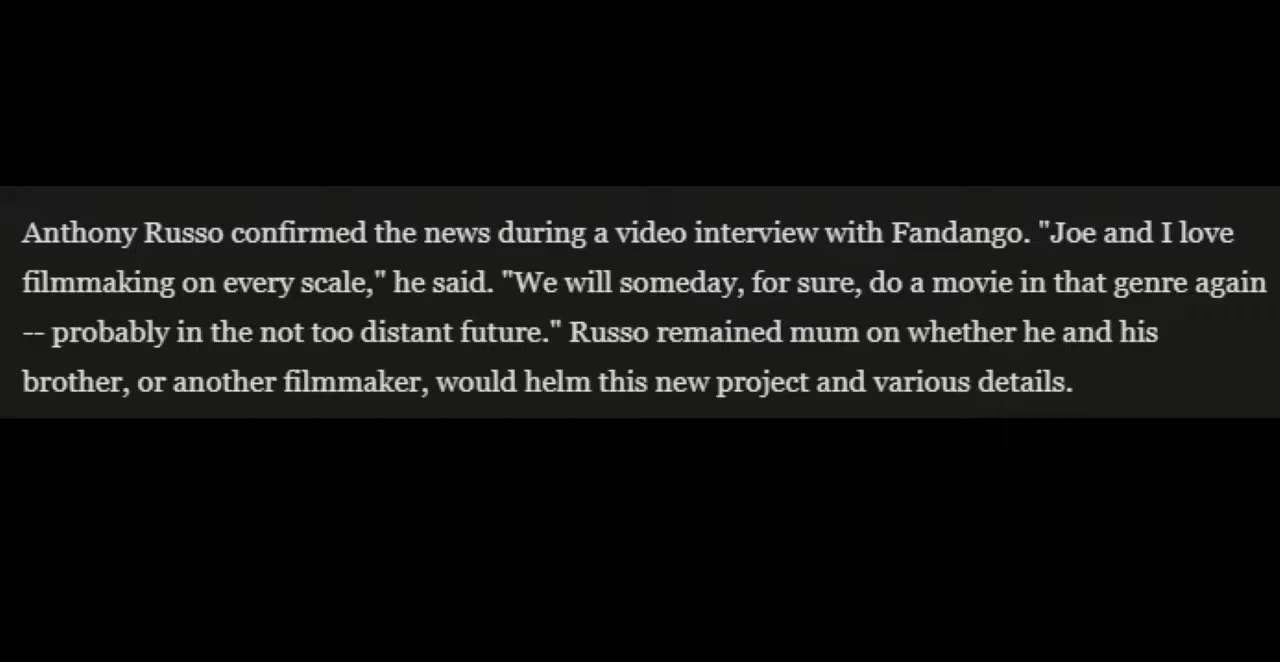 Anthony Russo confirmed the news during a video interview with Fandango. "Joe and I love
filmmaking on every scale," he said. "We will someday, for sure, do a movie in that genre again
-- probably in the not too distant future." Russo remained mum on whether he and his
brother, or another filmmaker, would helm this new project and various details.